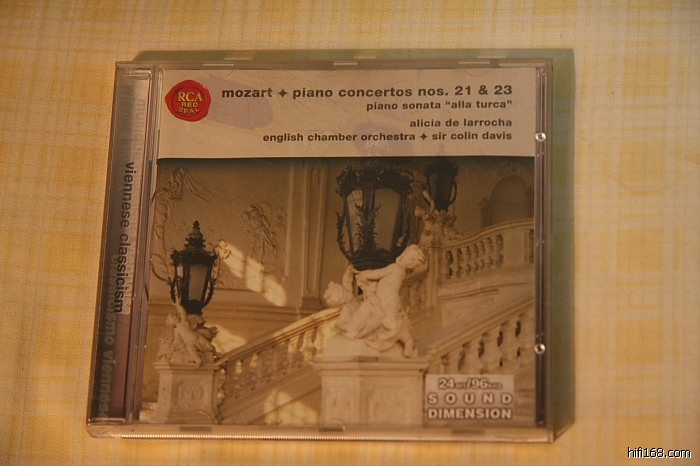 RCA
RED
SEAL
mozart ✦ piano concertos nos. 21 & 23
piano sonata "alla turca"
alicia de larrocha
english chamber orchestra ✦ sir colin davis
viennese classicism
24BIT/96KHZ
SOUND
DIMENSION
hifi168.com